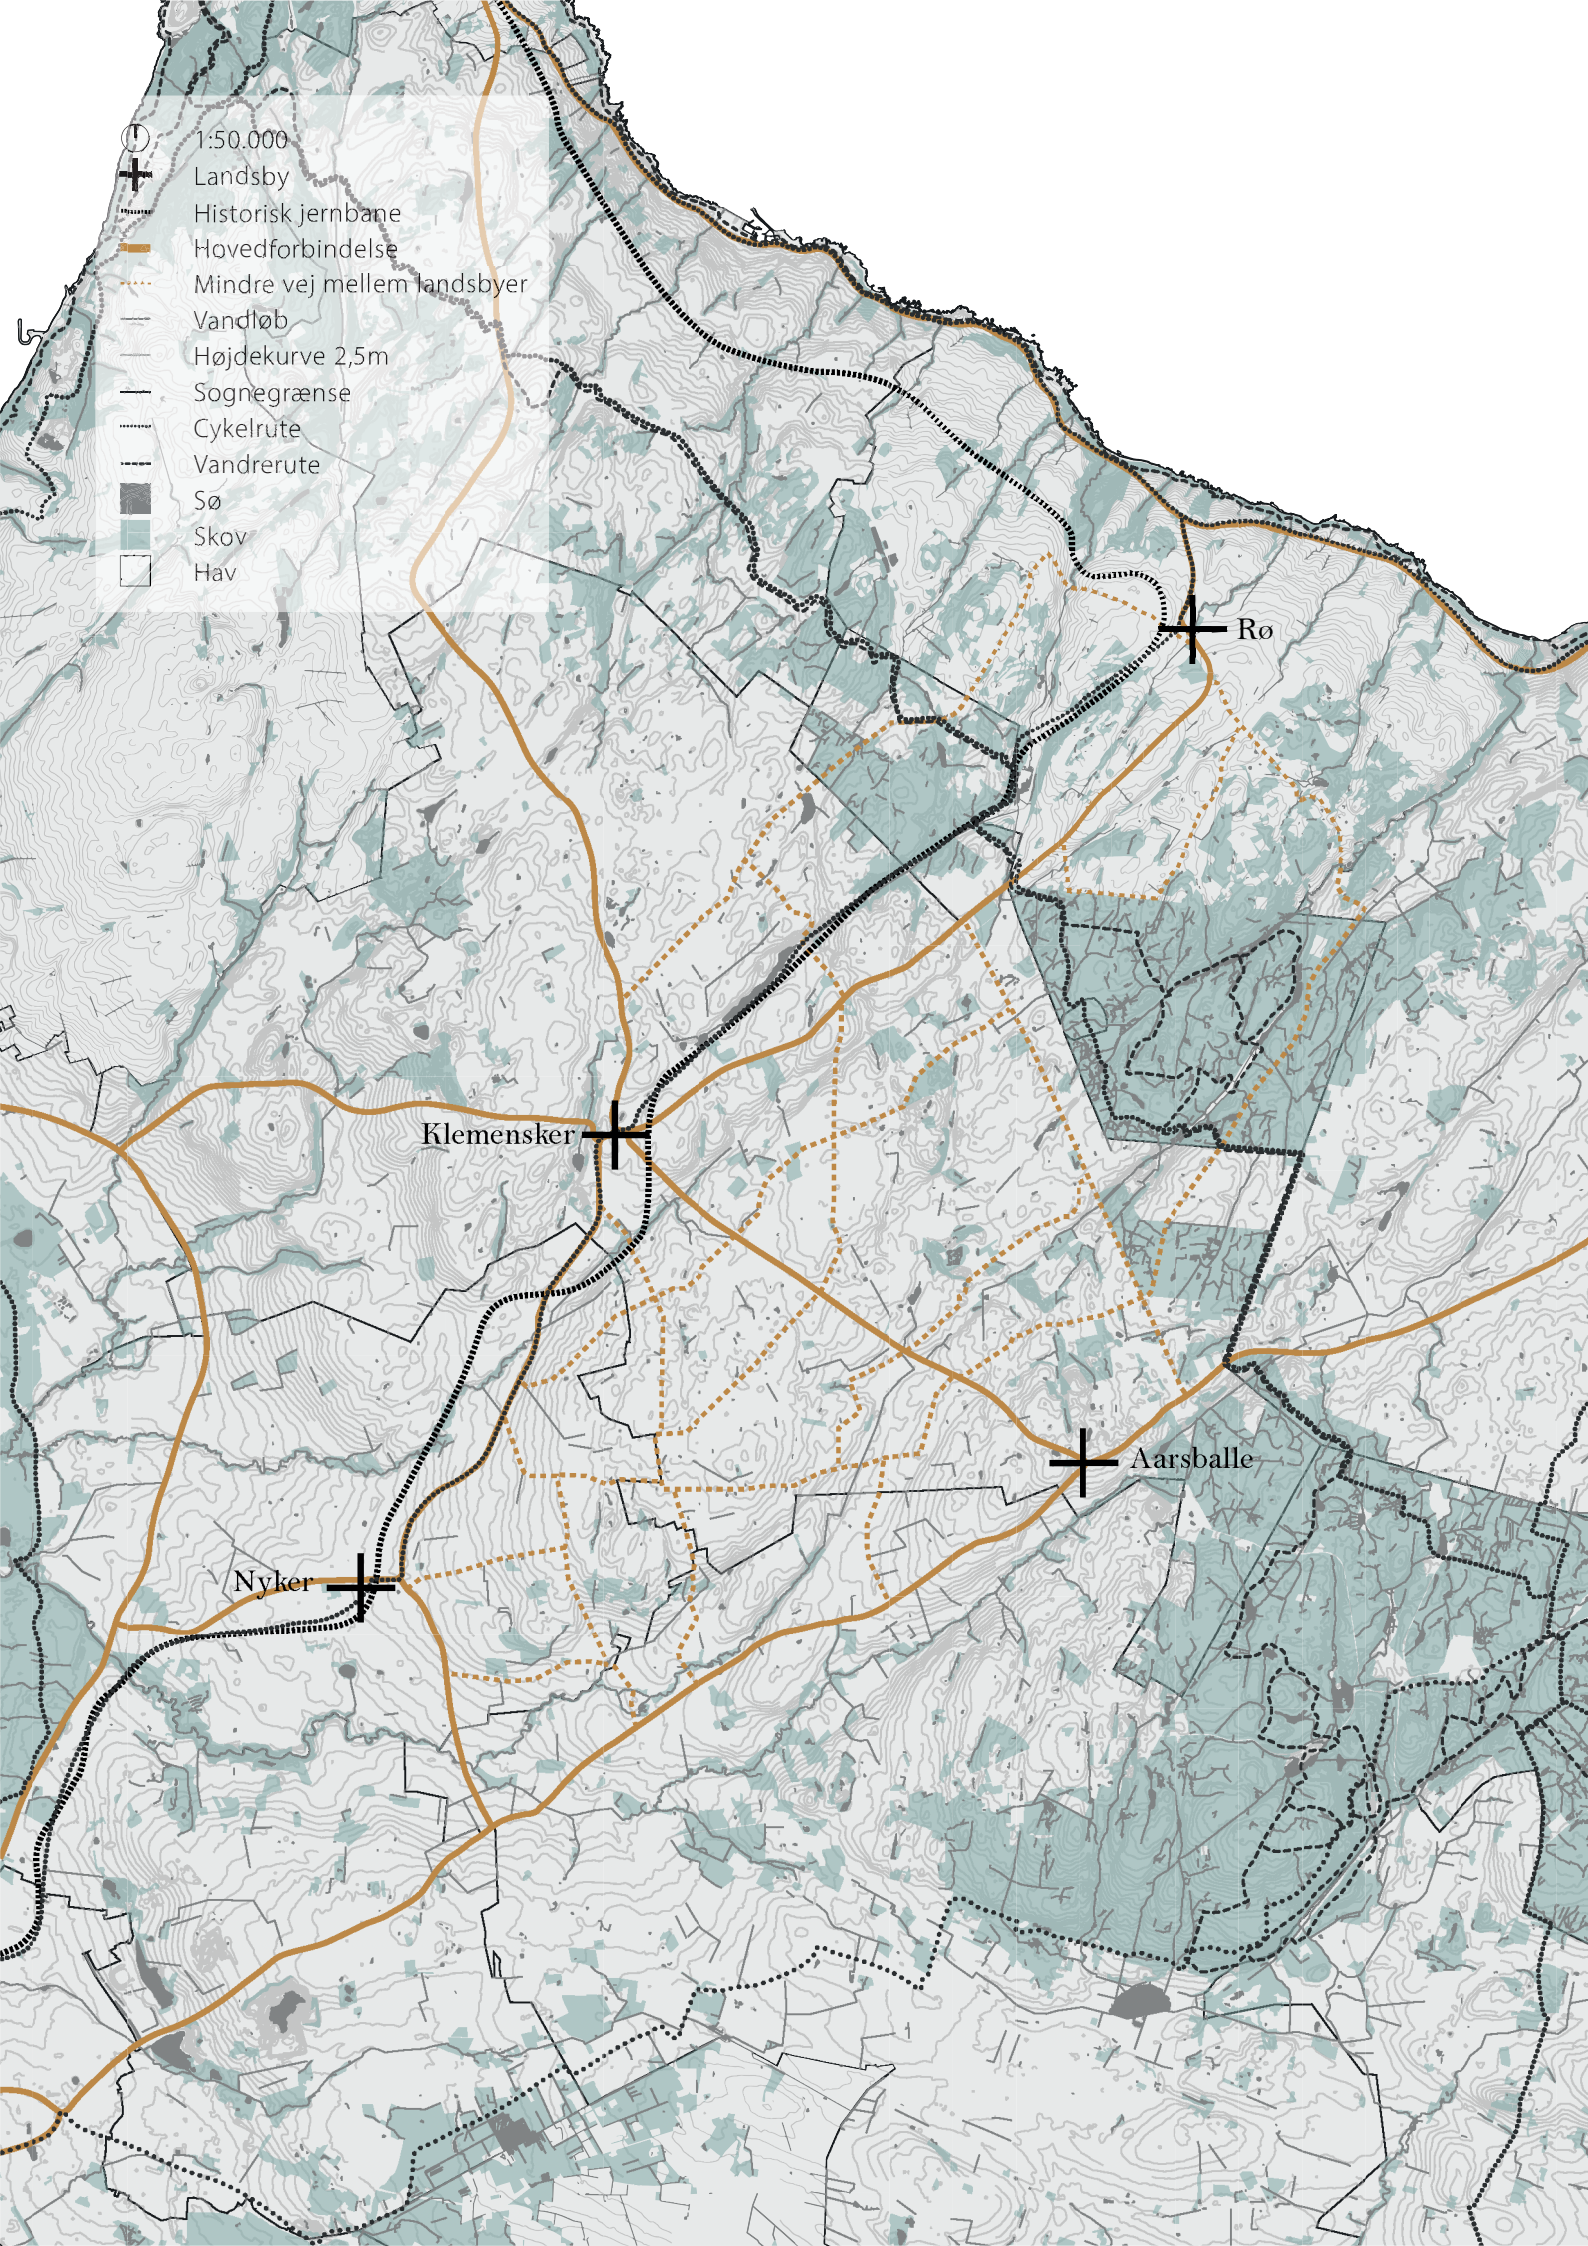 1:50.000
Landsby
Historisk jernbane
Hovedforbindelse
Mindre vej mellem landsbyer
Vandløb
Højdekurve 2,5m
Sognegrænse
Cykelrute
Vandrerute
Sø
Skov
Hav
Rø
Klemensker
Aarsballe
Nyker